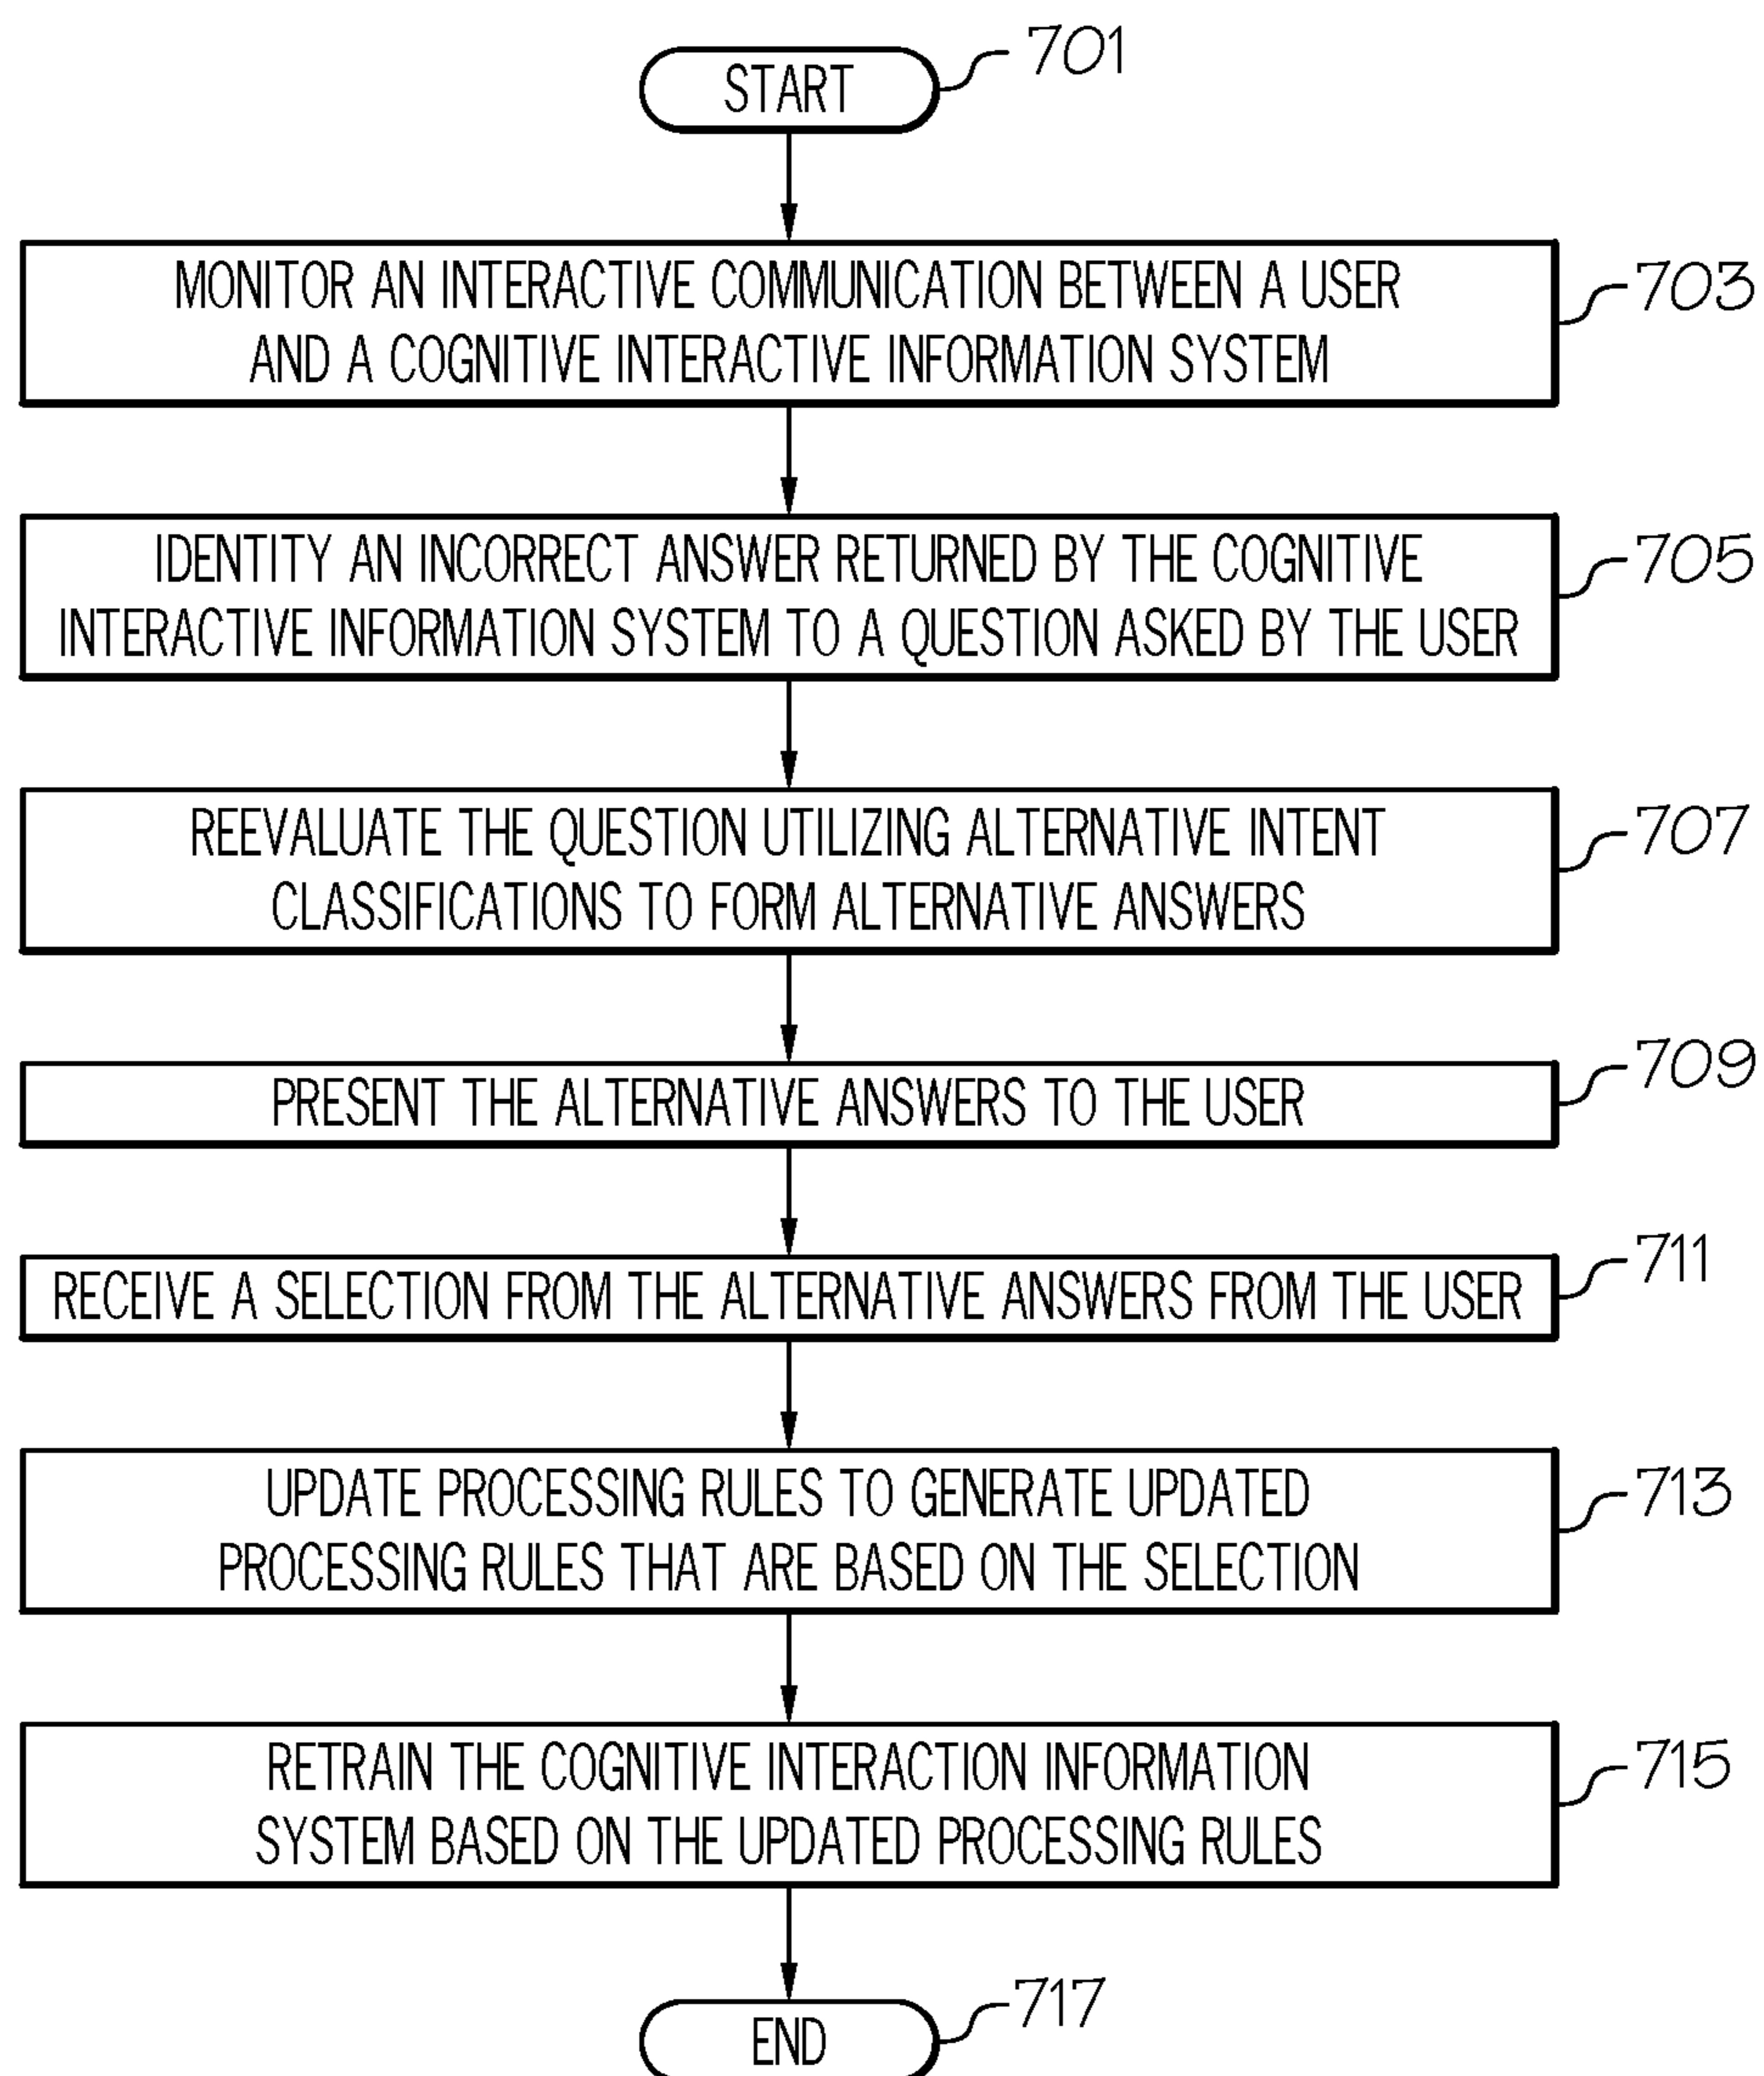 START
701
MONITOR AN INTERACTIVE COMMUNICATION BETWEEN A USER
AND A COGNITIVE INTERACTIVE INFORMATION SYSTEM
703
IDENTITY AN INCORRECT ANSWER RETURNED BY THE COGNITIVE
INTERACTIVE INFORMATION SYSTEM TO A QUESTION ASKED BY THE USER
705
REEVALUATE THE QUESTION UTILIZING ALTERNATIVE INTENT
CLASSIFICATIONS TO FORM ALTERNATIVE ANSWERS
707
PRESENT THE ALTERNATIVE ANSWERS TO THE USER
709
RECEIVE A SELECTION FROM THE ALTERNATIVE ANSWERS FROM THE USER
711
UPDATE PROCESSING RULES TO GENERATE UPDATED
PROCESSING RULES THAT ARE BASED ON THE SELECTION
713
RETRAIN THE COGNITIVE INTERACTION INFORMATION
SYSTEM BASED ON THE UPDATED PROCESSING RULES
715
END
717